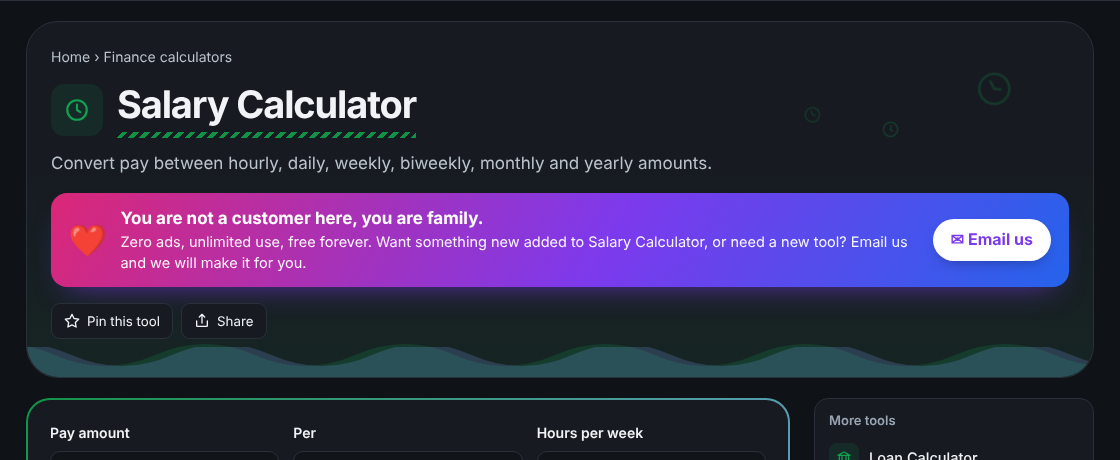 Home › Finance calculators
Salary Calculator
Convert pay between hourly, daily, weekly, biweekly, monthly and yearly amounts.
You are not a customer here, you are family.
Zero ads, unlimited use, free forever. Want something new added to Salary Calculator, or need a new tool? Email us
and we will make it for you.
✉ Email us
Pin this tool
Share
Pay amount
Per
Hours per week
More tools
Loan Calculator